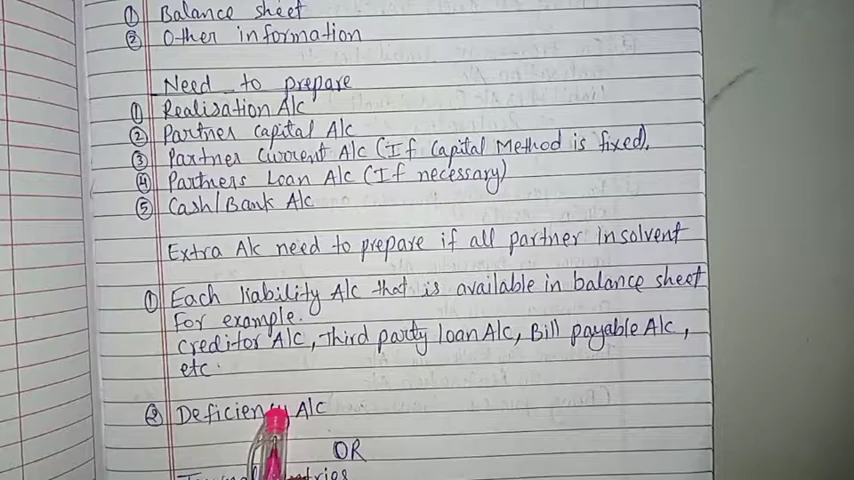 ① Balance sheet
② Other information
Need to prepare
① Realisation A/c
② Partner capital A/c
③ Partner Current A/c (If Capital Method is fixed).
④ Partners Loan A/c (If necessary)
⑤ Cash/Bank A/c
Extra A/c need to prepare if all partner insolvent
① Each liability A/c that is available in balance sheet
For example.
Creditor A/c, Third party loan A/c, Bill payable A/c,
etc.
② Deficiency A/c
OR